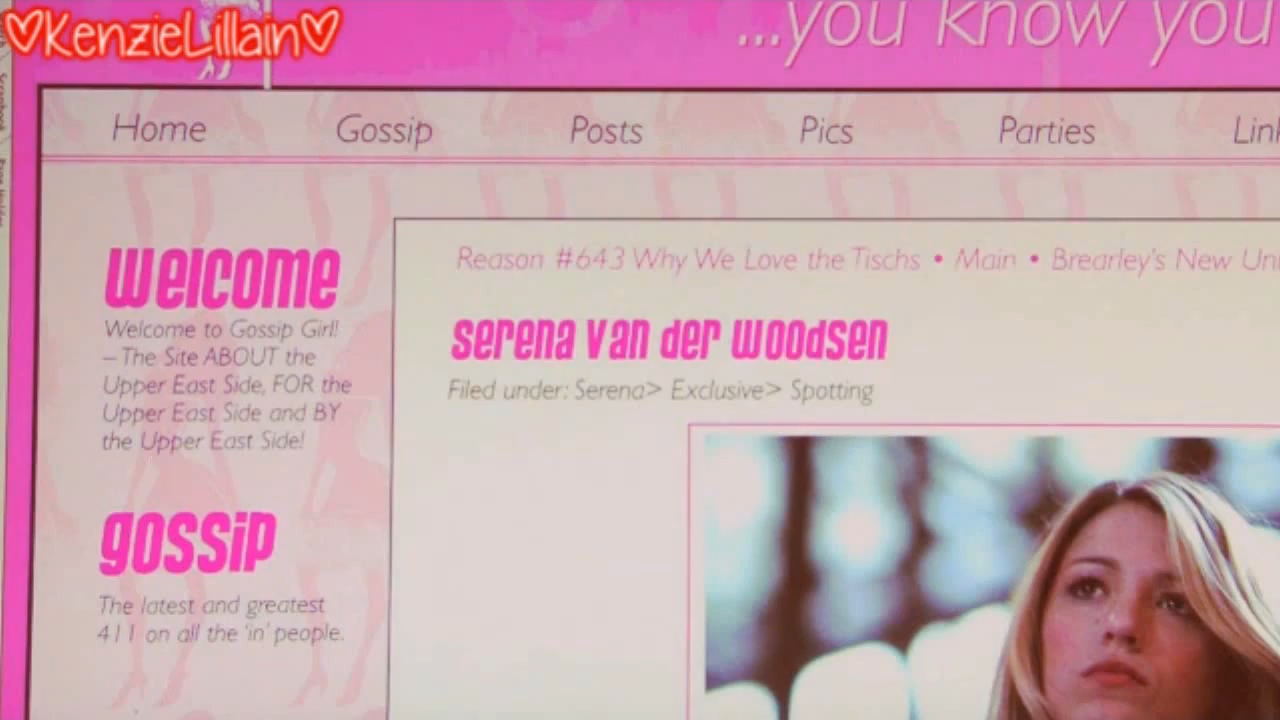 ♡KenzieLillain♡
...you know you
Home Gossip Posts Pics Parties
Reason #643 Why We Love the Tischs • Main • Brearley's New
welcome
Welcome to Gossip Girl!
– The Site ABOUT the
Upper East Side, FOR the
Upper East Side and BY
the Upper East Side!
serena van der woodsen
Filed under: Serena> Exclusive> Spotting
gossip
The latest and greatest
411 on all the 'in' people.